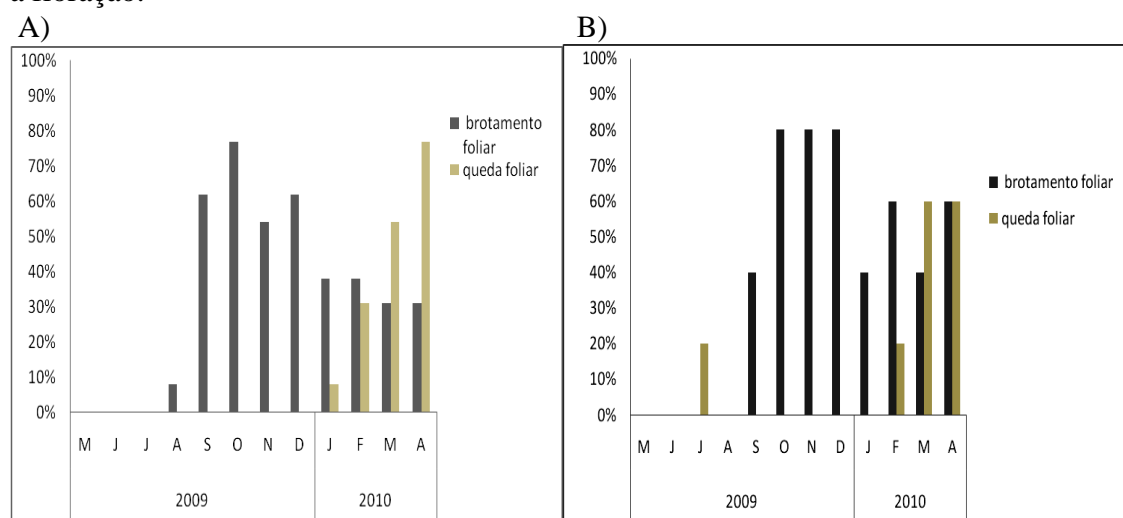 a floração.
A)
B)
100%
90%
80%
70%
60%
50%
40%
30%
20%
10%
0%
M J J A S O N D J F M A
2009 2010
brotamento
foliar
queda foliar
100%
90%
80%
70%
60%
50%
40%
30%
20%
10%
0%
M J J A S O N D J F M A
2009 2010
brotamento foliar
queda foliar